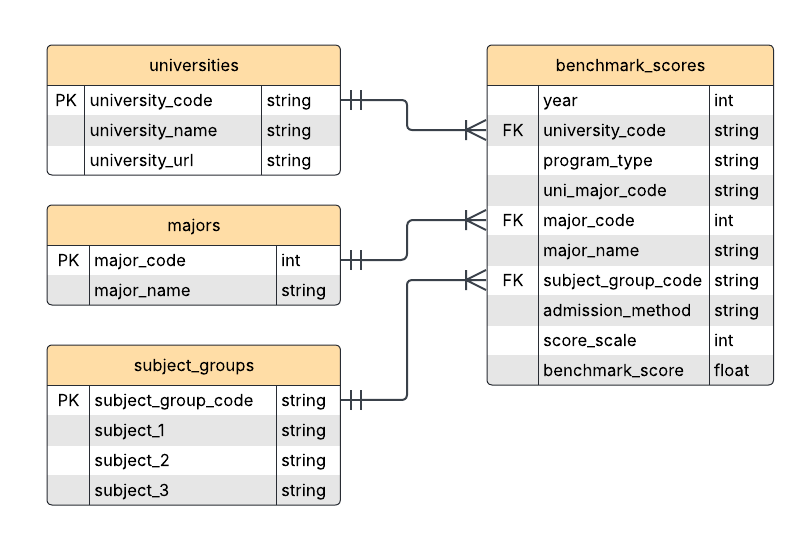 universities
PK university_code string
university_name string
university_url string
majors
PK major_code int
major_name string
subject_groups
PK subject_group_code string
subject_1 string
subject_2 string
subject_3 string
benchmark_scores
year int
FK university_code string
program_type string
uni_major_code string
FK major_code int
major_name string
FK subject_group_code string
admission_method string
score_scale int
benchmark_score float